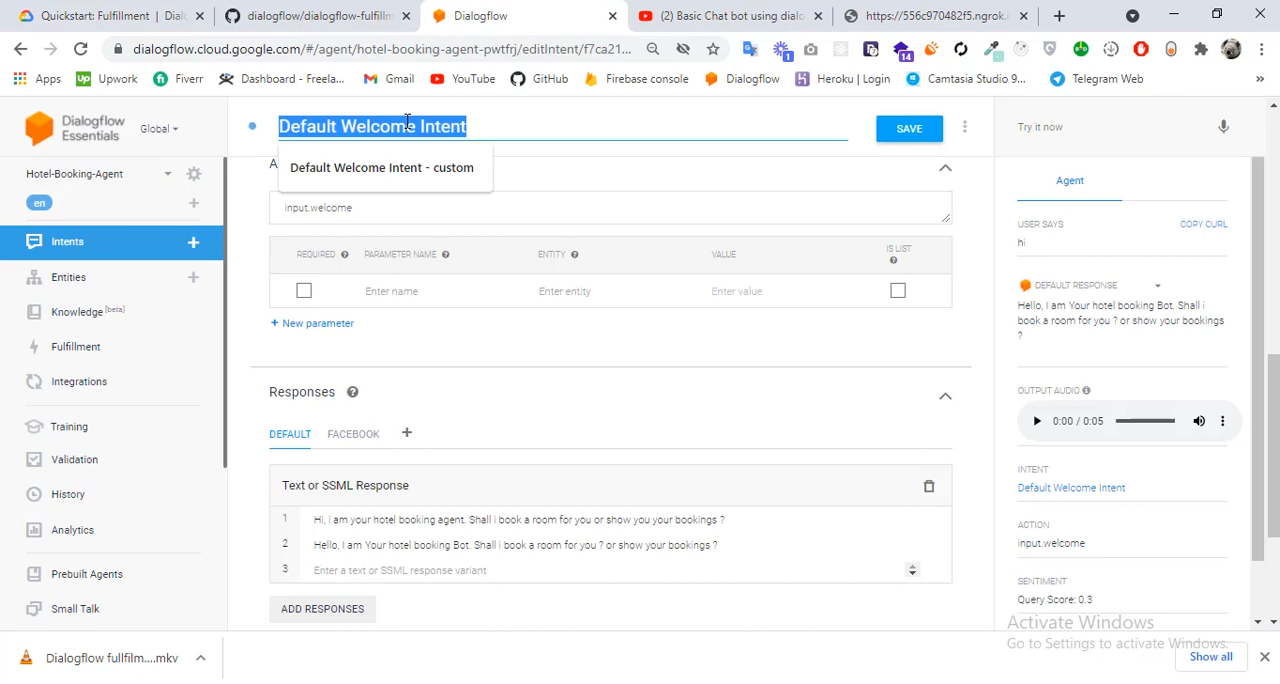 Quickstart: Fulfillment | Dial
dialogflow/dialogflow-fulfillm
Dialogflow
(2) Basic Chat bot using dialo
https://556c970482f5.ngrok.
dialogflow.cloud.google.com/#/agent/hotel-booking-agent-pwtfrj/editIntent/f7ca21...
1
14
Apps
Upwork
Fiverr
Dashboard - Freela...
Gmail
YouTube
GitHub
Firebase console
Dialogflow
Heroku | Login
Camtasia Studio 9...
Telegram Web
»
Dialogflow
Essentials
Global
Default Welcome Intent
SAVE
Try it now
Default Welcome Intent - custom
Hotel-Booking-Agent
en
Intents
Entities
Knowledge [beta]
Fulfillment
Integrations
Training
Validation
History
Analytics
Prebuilt Agents
Small Talk
A
input.welcome
REQUIRED
PARAMETER NAME
ENTITY
VALUE
IS LIST
Enter name
Enter entity
Enter value
+ New parameter
Responses
DEFAULT
FACEBOOK
Text or SSML Response
1 Hi, i am your hotel booking agent. Shall i book a room for you or show you your bookings ?
2 Hello, I am Your hotel booking Bot. Shall i book a room for you ? or show your bookings ?
3 Enter a text or SSML response variant
ADD RESPONSES
Agent
USER SAYS
COPY CURL
hi
DEFAULT RESPONSE
Hello, I am Your hotel booking Bot. Shall i
book a room for you ? or show your bookings
?
OUTPUT AUDIO
0:00 / 0:05
INTENT
Default Welcome Intent
ACTION
input.welcome
SENTIMENT
Query Score: 0.3
Activate Windows
Go to Settings to activate Windows.
Dialogflow fullfilm....mkv
Show all